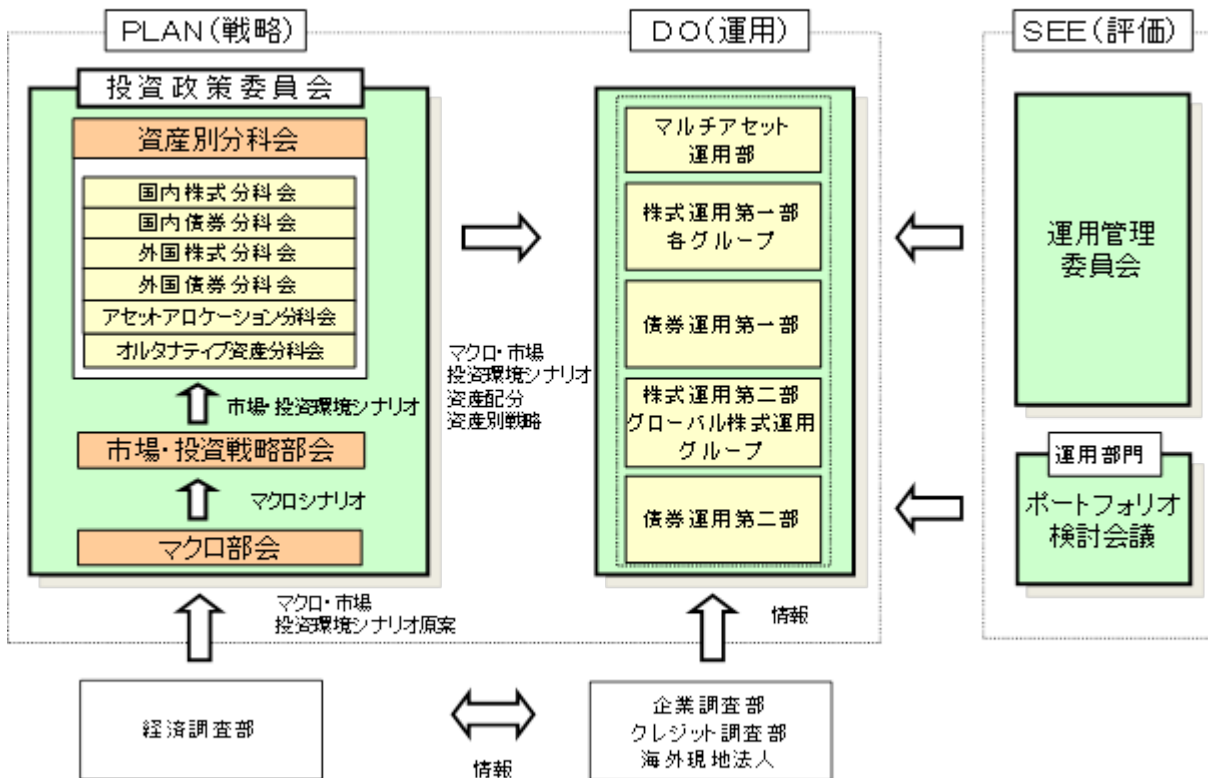 PLAN(戦略)
投資政策委員会
資産別分科会
国内株式分科会
国内債券分科会
外国株式分科会
外国債券分科会
アセットアロケーション分科会
オルタナティブ資産分科会
市場・投資環境シナリオ
市場・投資戦略部会
マクロシナリオ
マクロ部会
マクロ・市場
投資環境シナリオ
資産配分
資産別戦略
DO(運用)
マルチアセット
運用部
株式運用第一部
各グループ
債券運用第一部
株式運用第二部
グローバル株式運用
グループ
債券運用第二部
SEE(評価)
運用管理
委員会
運用部門
ポートフォリオ
検討会議
マクロ・市場
投資環境シナリオ原案
情報
経済調査部
情報
企業調査部
クレジット調査部
海外現地法人